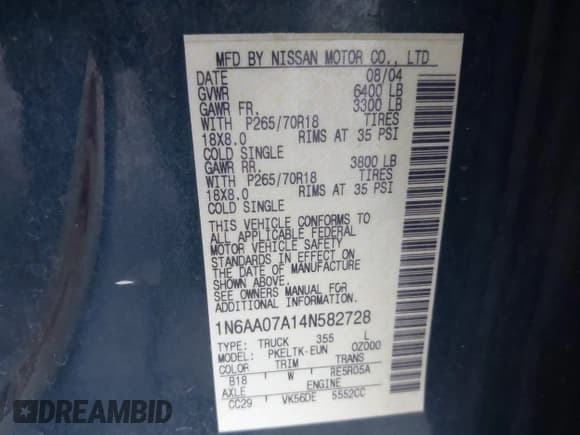 MFD BY NISSAN MOTOR CO., LTD
DATE 08/04
GVWR 6400 LB
GAWR FR. 3300 LB
WITH P265/70R18 TIRES
18X8.0 RIMS AT 35 PSI
COLD SINGLE
GAWR RR. 3800 LB
WITH P265/70R18 TIRES
18X8.0 RIMS AT 35 PSI
COLD SINGLE
THIS VEHICLE CONFORMS TO
ALL APPLICABLE FEDERAL
MOTOR VEHICLE SAFETY
STANDARDS IN EFFECT ON
THE DATE OF MANUFACTURE
SHOWN ABOVE.
SEE OWNERS MANUAL FOR
ADDITIONAL INFORMATION.
1N6AA07A14N582728
TYPE: TRUCK 355 L
MODEL: PKELTK-EUN OZ000
COLOR TRIM TRANS
B18 W RE5R05A
AXLE ENGINE
CC29 VK56DE 5552CC
DREAMBID